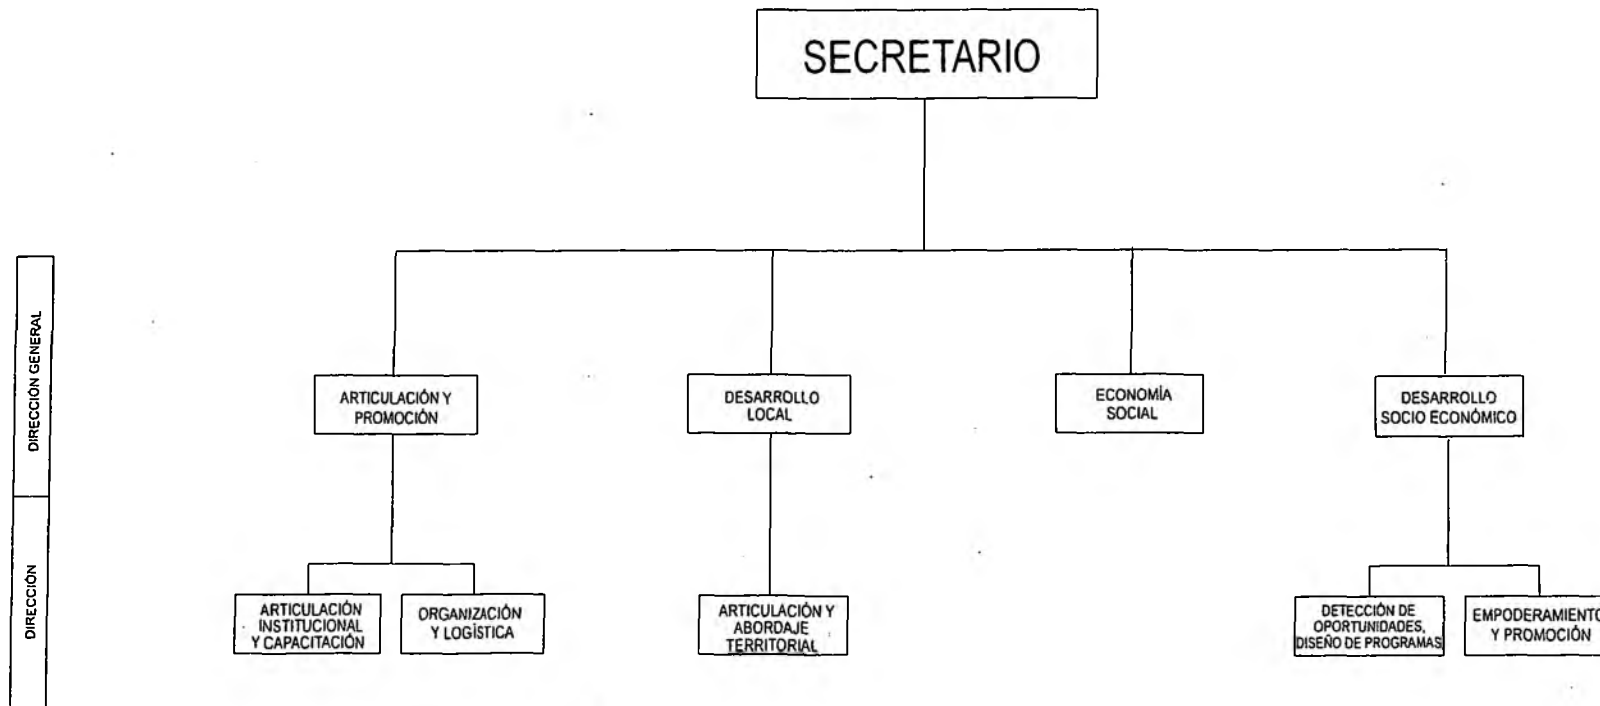 SECRETARIO
DIRECCIÓN GENERAL
ARTICULACIÓN Y
PROMOCIÓN
DESARROLLO
LOCAL
ECONOMÍA
SOCIAL
DESARROLLO
SOCIO ECONÓMICO
DIRECCIÓN
ARTICULACIÓN
INSTITUCIONAL
Y CAPACITACIÓN
ORGANIZACIÓN
Y LOGÍSTICA
ARTICULACIÓN Y
ABORDAJE
TERRITORIAL
DETECCIÓN DE
OPORTUNIDADES,
DISEÑO DE PROGRAMAS
EMPODERAMIENTO
Y PROMOCIÓN